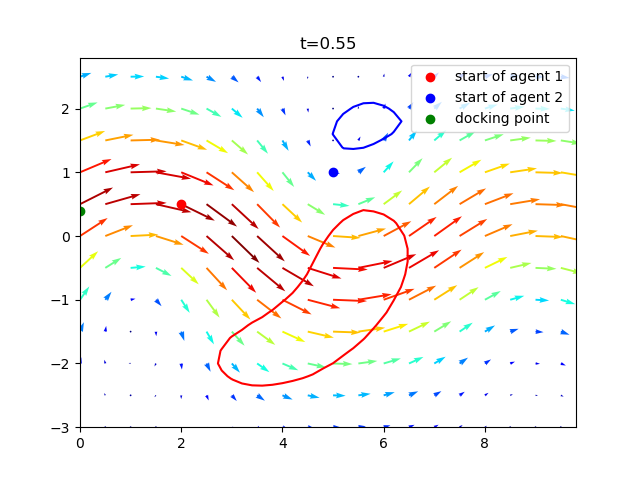 t=0.55
start of agent 1
start of agent 2
docking point
2
1
0
−1
−2
−3
0 2 4 6 8